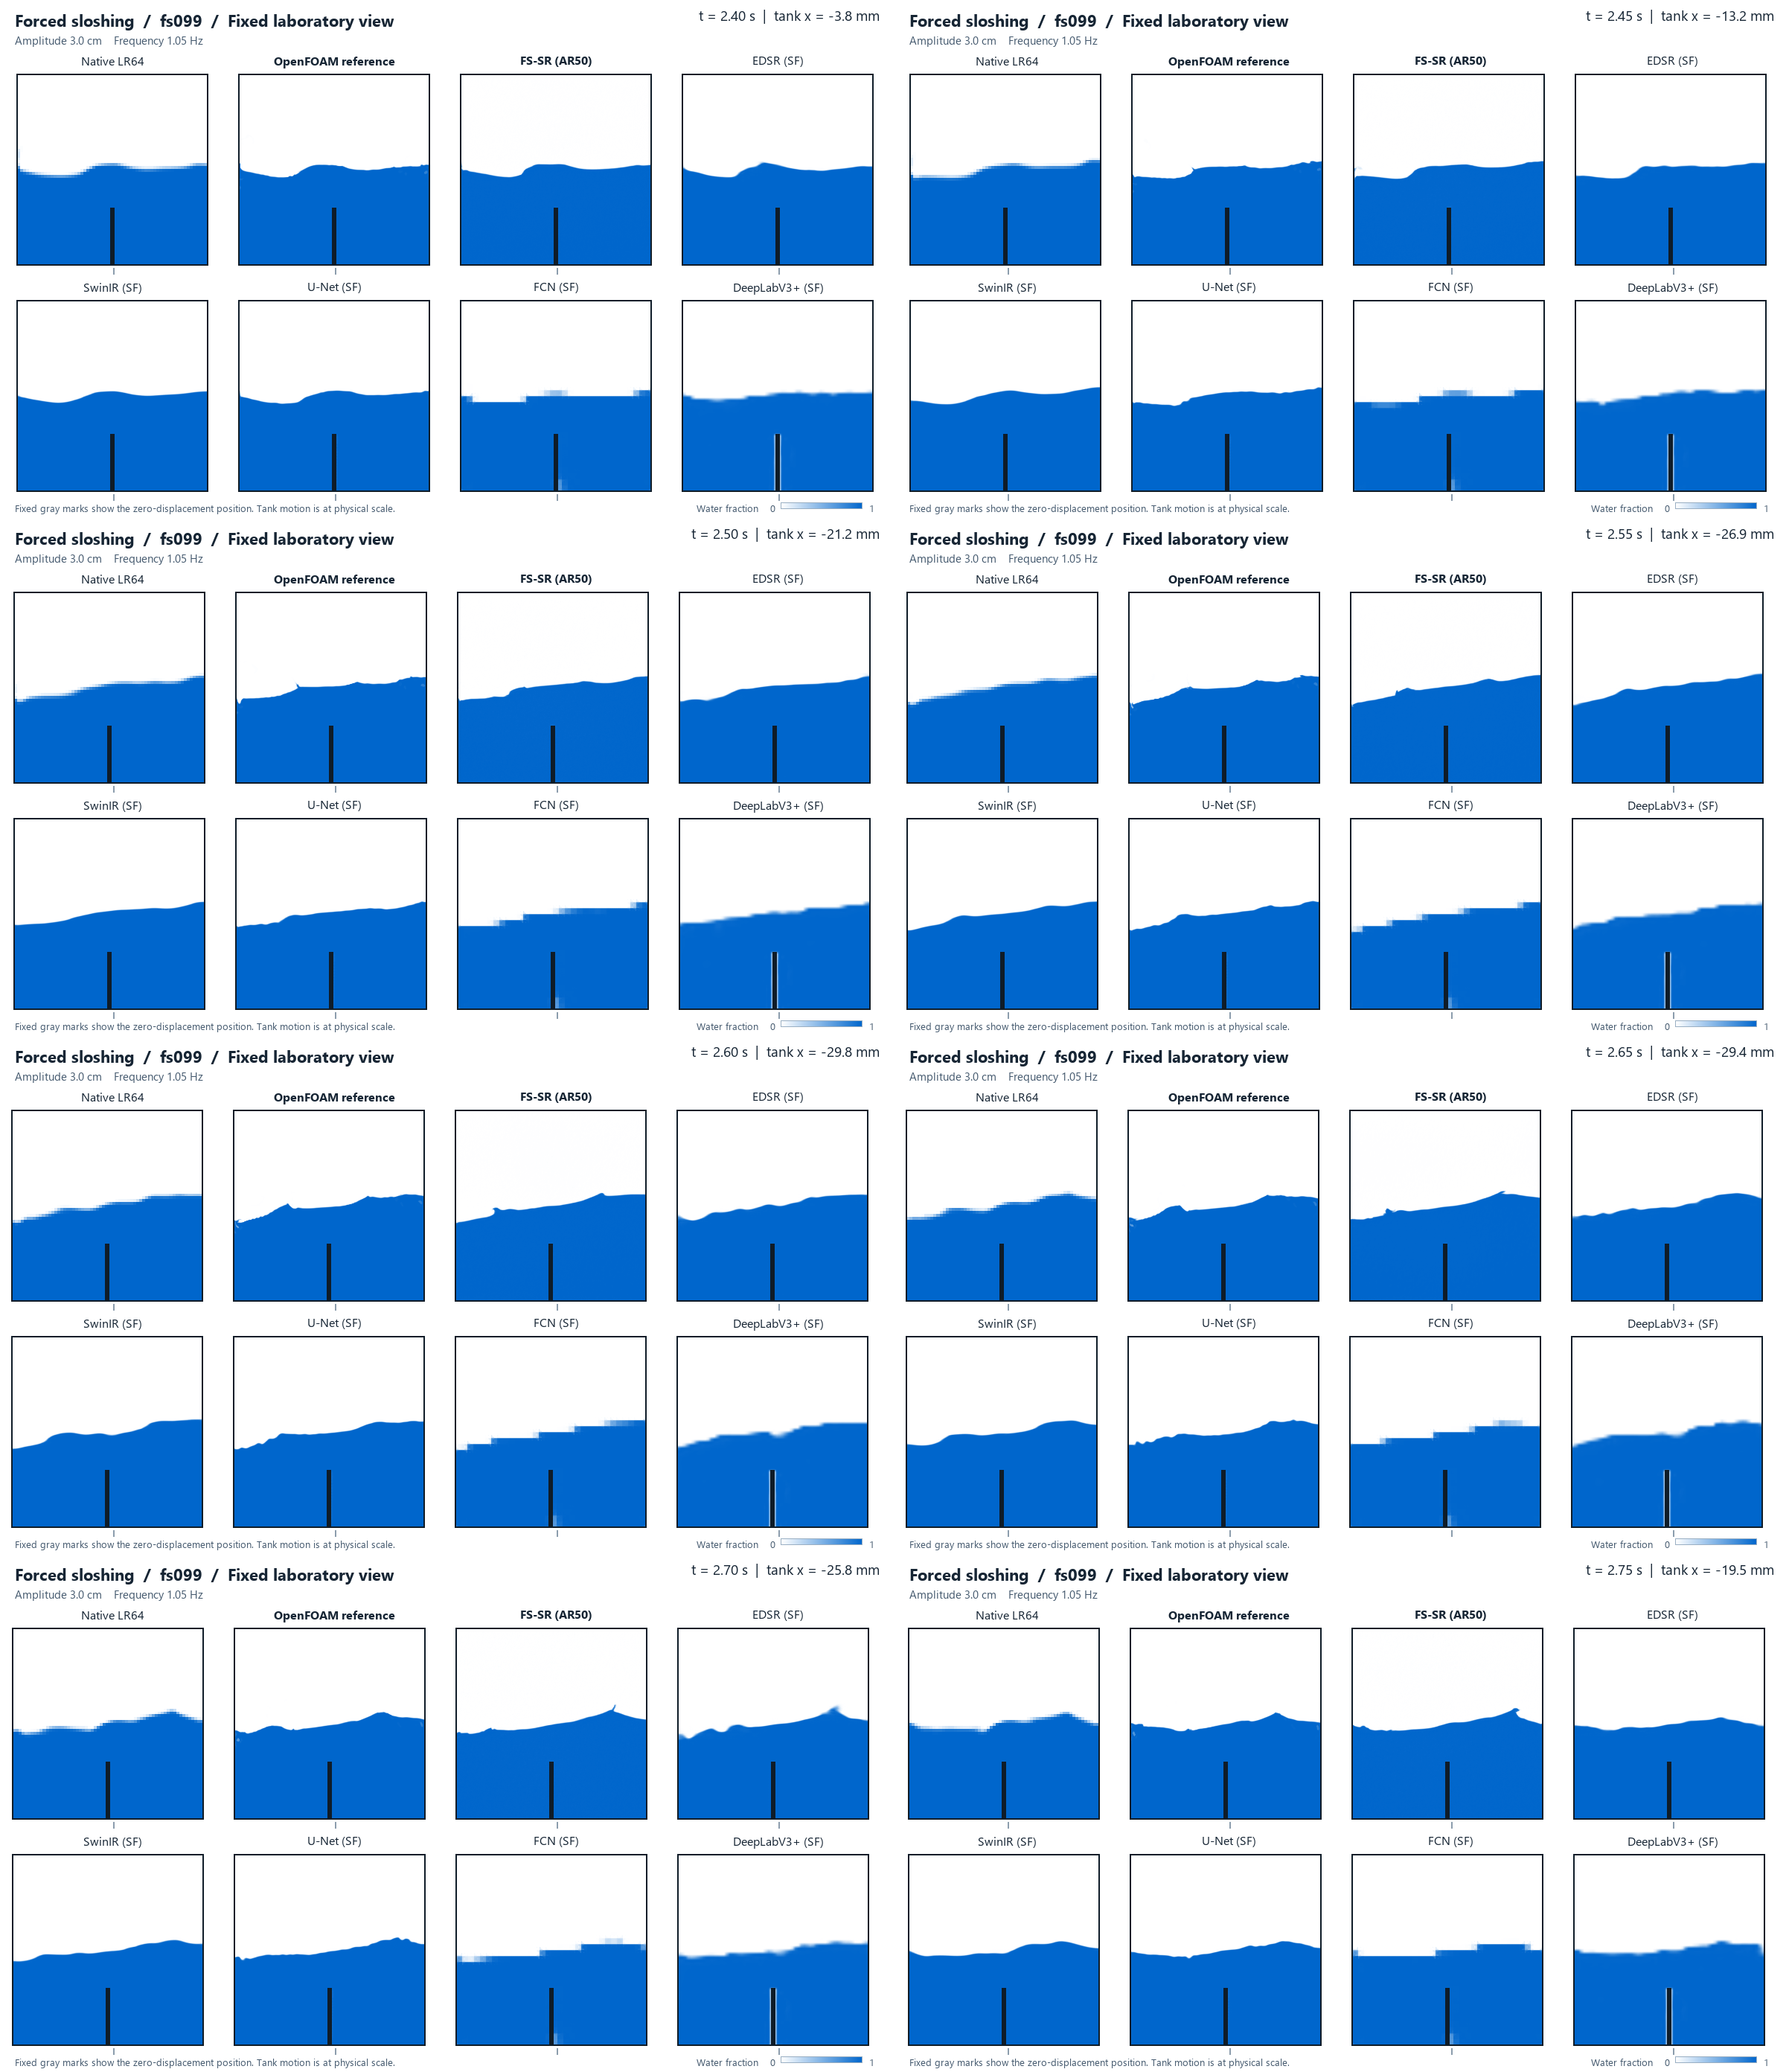 Forced sloshing / fs099 / Fixed laboratory view
t = 2.40 s | tank x = -3.8 mm
Amplitude 3.0 cm Frequency 1.05 Hz
Native LR64
OpenFOAM reference
FS-SR (AR50)
EDSR (SF)
SwinIR (SF)
U-Net (SF)
FCN (SF)
DeepLabV3+ (SF)
Fixed gray marks show the zero-displacement position. Tank motion is at physical scale.
Water fraction 0 1
Forced sloshing / fs099 / Fixed laboratory view
t = 2.45 s | tank x = -13.2 mm
Amplitude 3.0 cm Frequency 1.05 Hz
Native LR64
OpenFOAM reference
FS-SR (AR50)
EDSR (SF)
SwinIR (SF)
U-Net (SF)
FCN (SF)
DeepLabV3+ (SF)
Fixed gray marks show the zero-displacement position. Tank motion is at physical scale.
Water fraction 0 1
Forced sloshing / fs099 / Fixed laboratory view
t = 2.50 s | tank x = -21.2 mm
Amplitude 3.0 cm Frequency 1.05 Hz
Native LR64
OpenFOAM reference
FS-SR (AR50)
EDSR (SF)
SwinIR (SF)
U-Net (SF)
FCN (SF)
DeepLabV3+ (SF)
Fixed gray marks show the zero-displacement position. Tank motion is at physical scale.
Water fraction 0 1
Forced sloshing / fs099 / Fixed laboratory view
t = 2.55 s | tank x = -26.9 mm
Amplitude 3.0 cm Frequency 1.05 Hz
Native LR64
OpenFOAM reference
FS-SR (AR50)
EDSR (SF)
SwinIR (SF)
U-Net (SF)
FCN (SF)
DeepLabV3+ (SF)
Fixed gray marks show the zero-displacement position. Tank motion is at physical scale.
Water fraction 0 1
Forced sloshing / fs099 / Fixed laboratory view
t = 2.60 s | tank x = -29.8 mm
Amplitude 3.0 cm Frequency 1.05 Hz
Native LR64
OpenFOAM reference
FS-SR (AR50)
EDSR (SF)
SwinIR (SF)
U-Net (SF)
FCN (SF)
DeepLabV3+ (SF)
Fixed gray marks show the zero-displacement position. Tank motion is at physical scale.
Water fraction 0 1
Forced sloshing / fs099 / Fixed laboratory view
t = 2.65 s | tank x = -29.4 mm
Amplitude 3.0 cm Frequency 1.05 Hz
Native LR64
OpenFOAM reference
FS-SR (AR50)
EDSR (SF)
SwinIR (SF)
U-Net (SF)
FCN (SF)
DeepLabV3+ (SF)
Fixed gray marks show the zero-displacement position. Tank motion is at physical scale.
Water fraction 0 1
Forced sloshing / fs099 / Fixed laboratory view
t = 2.70 s | tank x = -25.8 mm
Amplitude 3.0 cm Frequency 1.05 Hz
Native LR64
OpenFOAM reference
FS-SR (AR50)
EDSR (SF)
SwinIR (SF)
U-Net (SF)
FCN (SF)
DeepLabV3+ (SF)
Fixed gray marks show the zero-displacement position. Tank motion is at physical scale.
Water fraction 0 1
Forced sloshing / fs099 / Fixed laboratory view
t = 2.75 s | tank x = -19.5 mm
Amplitude 3.0 cm Frequency 1.05 Hz
Native LR64
OpenFOAM reference
FS-SR (AR50)
EDSR (SF)
SwinIR (SF)
U-Net (SF)
FCN (SF)
DeepLabV3+ (SF)
Fixed gray marks show the zero-displacement position. Tank motion is at physical scale.
Water fraction 0 1